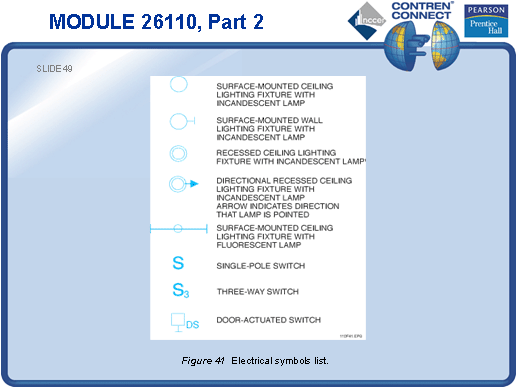 MODULE 26110, Part 2
nccer
CONTREN®
CONNECT
PEARSON
Prentice
Hall
SLIDE 49
SURFACE-MOUNTED CEILING
LIGHTING FIXTURE WITH
INCANDESCENT LAMP
SURFACE-MOUNTED WALL
LIGHTING FIXTURE WITH
INCANDESCENT LAMP
RECESSED CEILING LIGHTING
FIXTURE WITH INCANDESCENT LAMP
DIRECTIONAL RECESSED CEILING
LIGHTING FIXTURE WITH
INCANDESCENT LAMP
ARROW INDICATES DIRECTION
THAT LAMP IS POINTED
SURFACE-MOUNTED CEILING
LIGHTING FIXTURE WITH
FLUORESCENT LAMP
S SINGLE-POLE SWITCH
S3 THREE-WAY SWITCH
DS DOOR-ACTUATED SWITCH
Figure 41 Electrical symbols list.